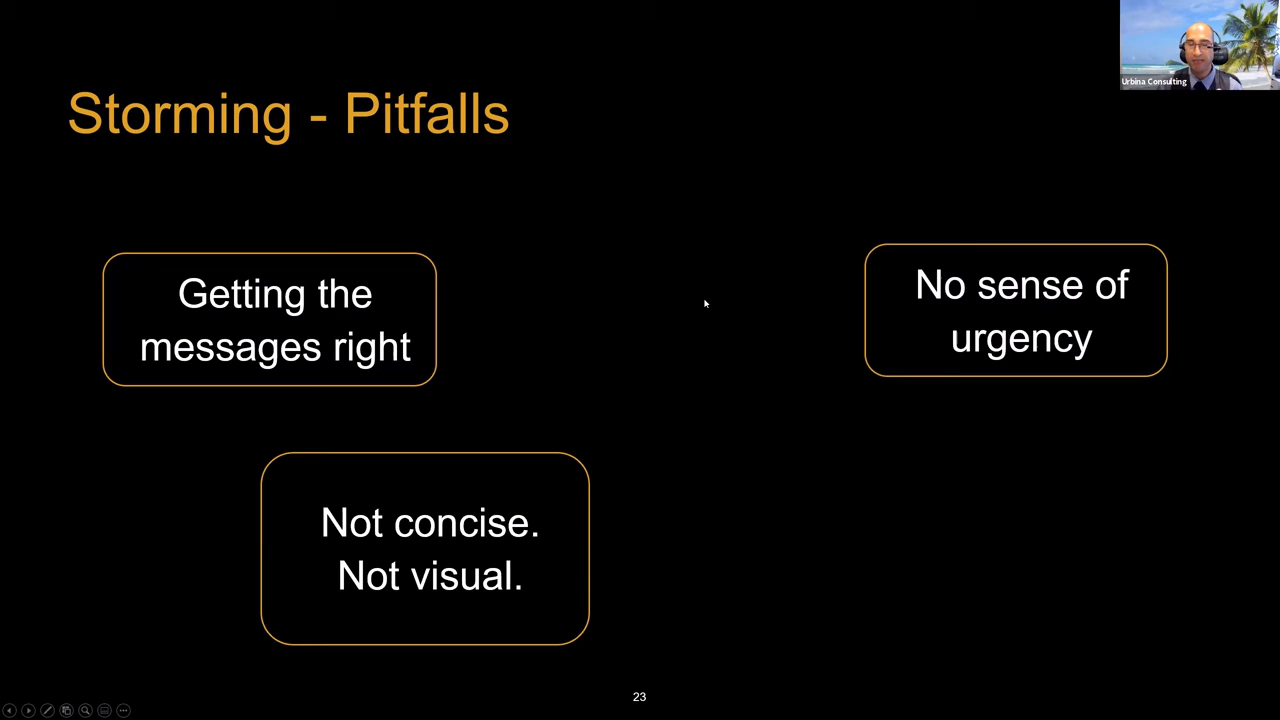 Urbina Consulting
Storming - Pitfalls
Getting the
messages right
No sense of
urgency
Not concise.
Not visual.
23